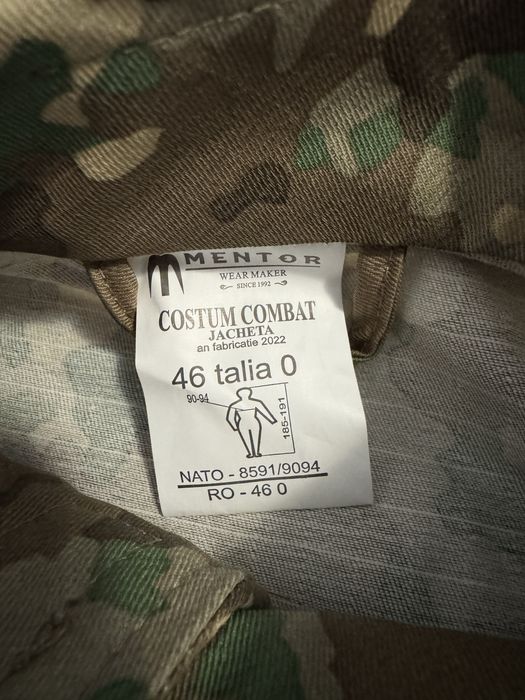 MENTOR
WEAR MAKER
SINCE 1992
COSTUM COMBAT
JACHETA
an fabricatie 2022
46 talia 0
90-94
185-191
NATO - 8591/9094
RO - 46 0